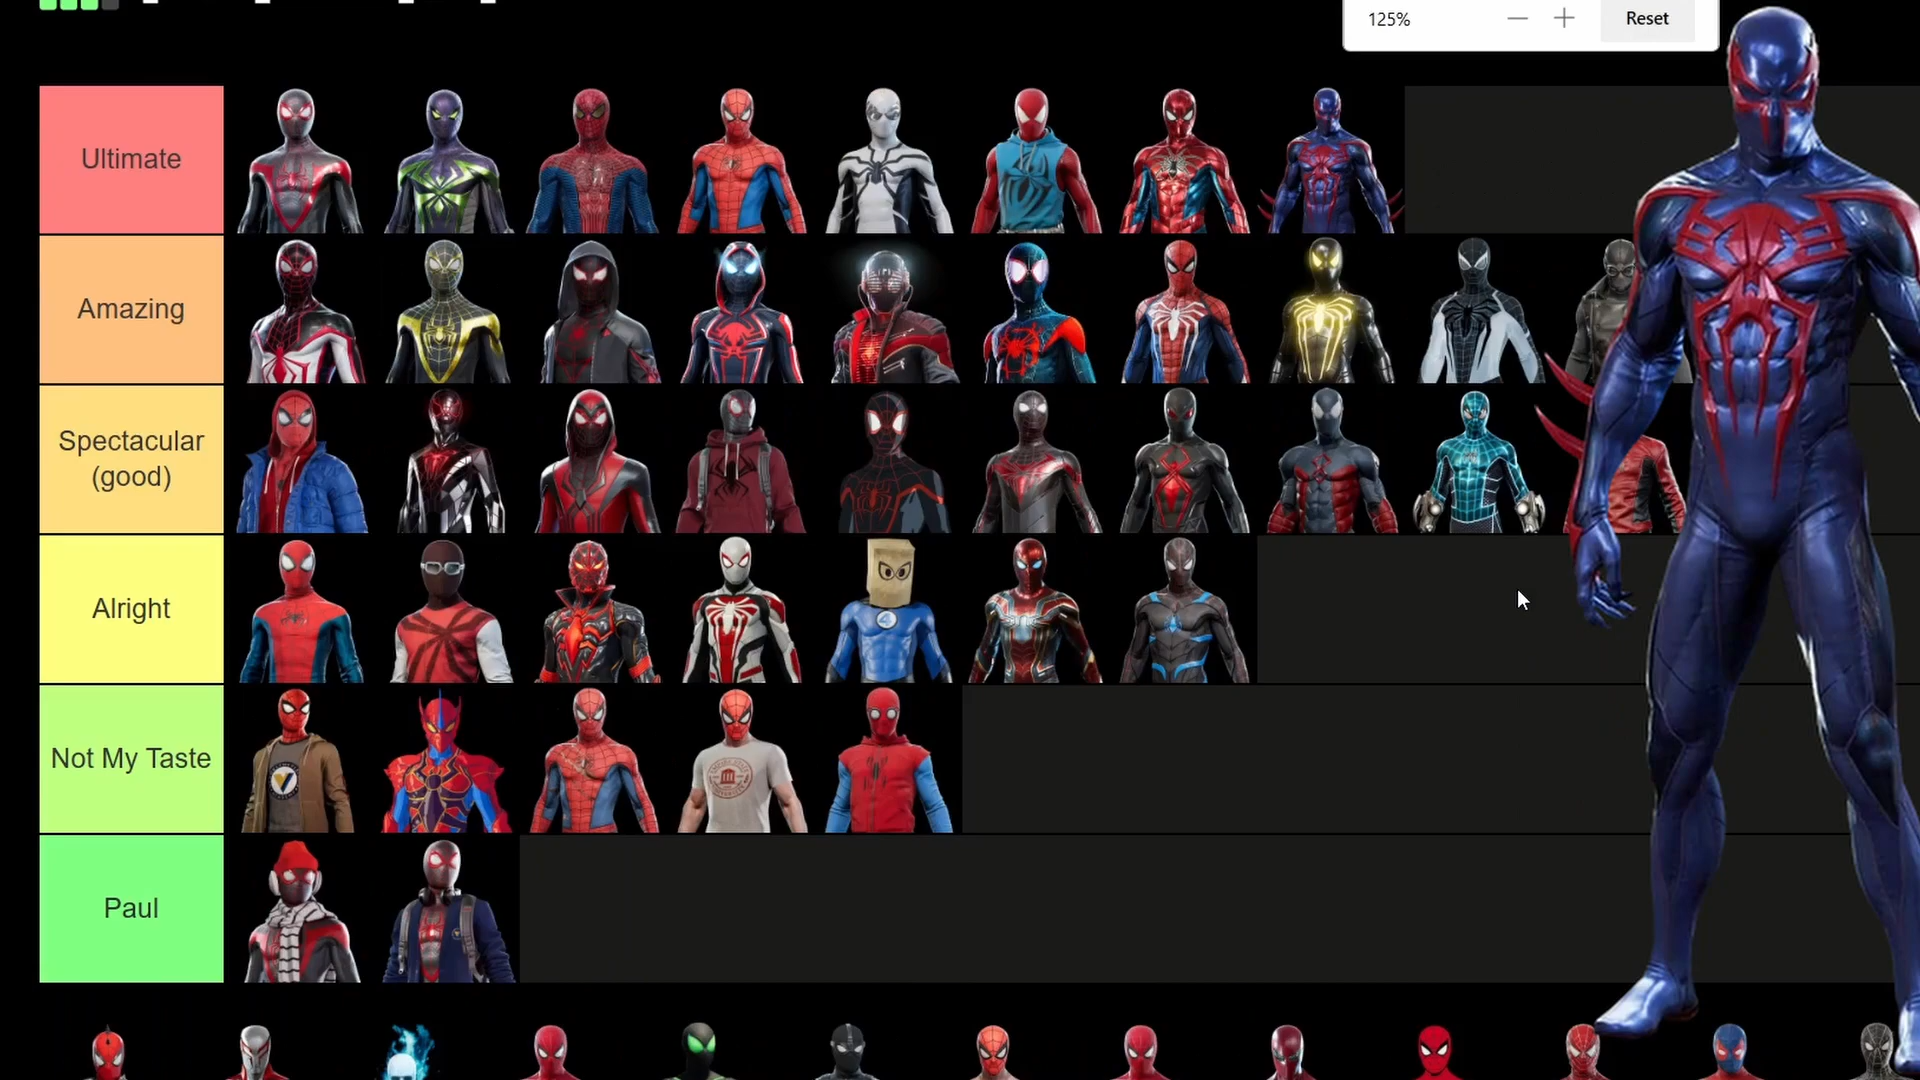 125%
Reset
Ultimate
Amazing
Spectacular
(good)
Alright
Not My Taste
Paul